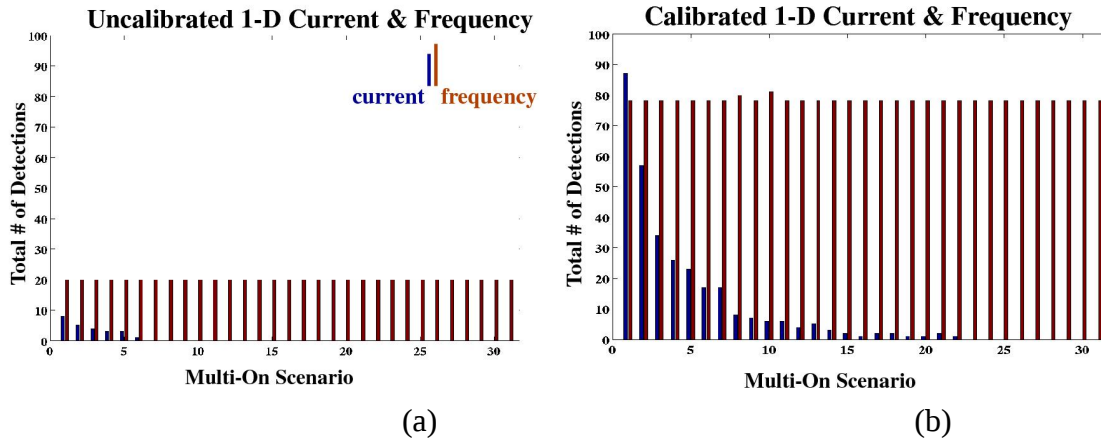 Uncalibrated 1-D Current & Frequency
Total # of Detections
100
90
80
70
60
50
40
30
20
10
0
current frequency
0 5 10 15 20 25 30
Multi-On Scenario
(a)
Calibrated 1-D Current & Frequency
Total # of Detections
100
90
80
70
60
50
40
30
20
10
0
0 5 10 15 20 25 30
Multi-On Scenario
(b)